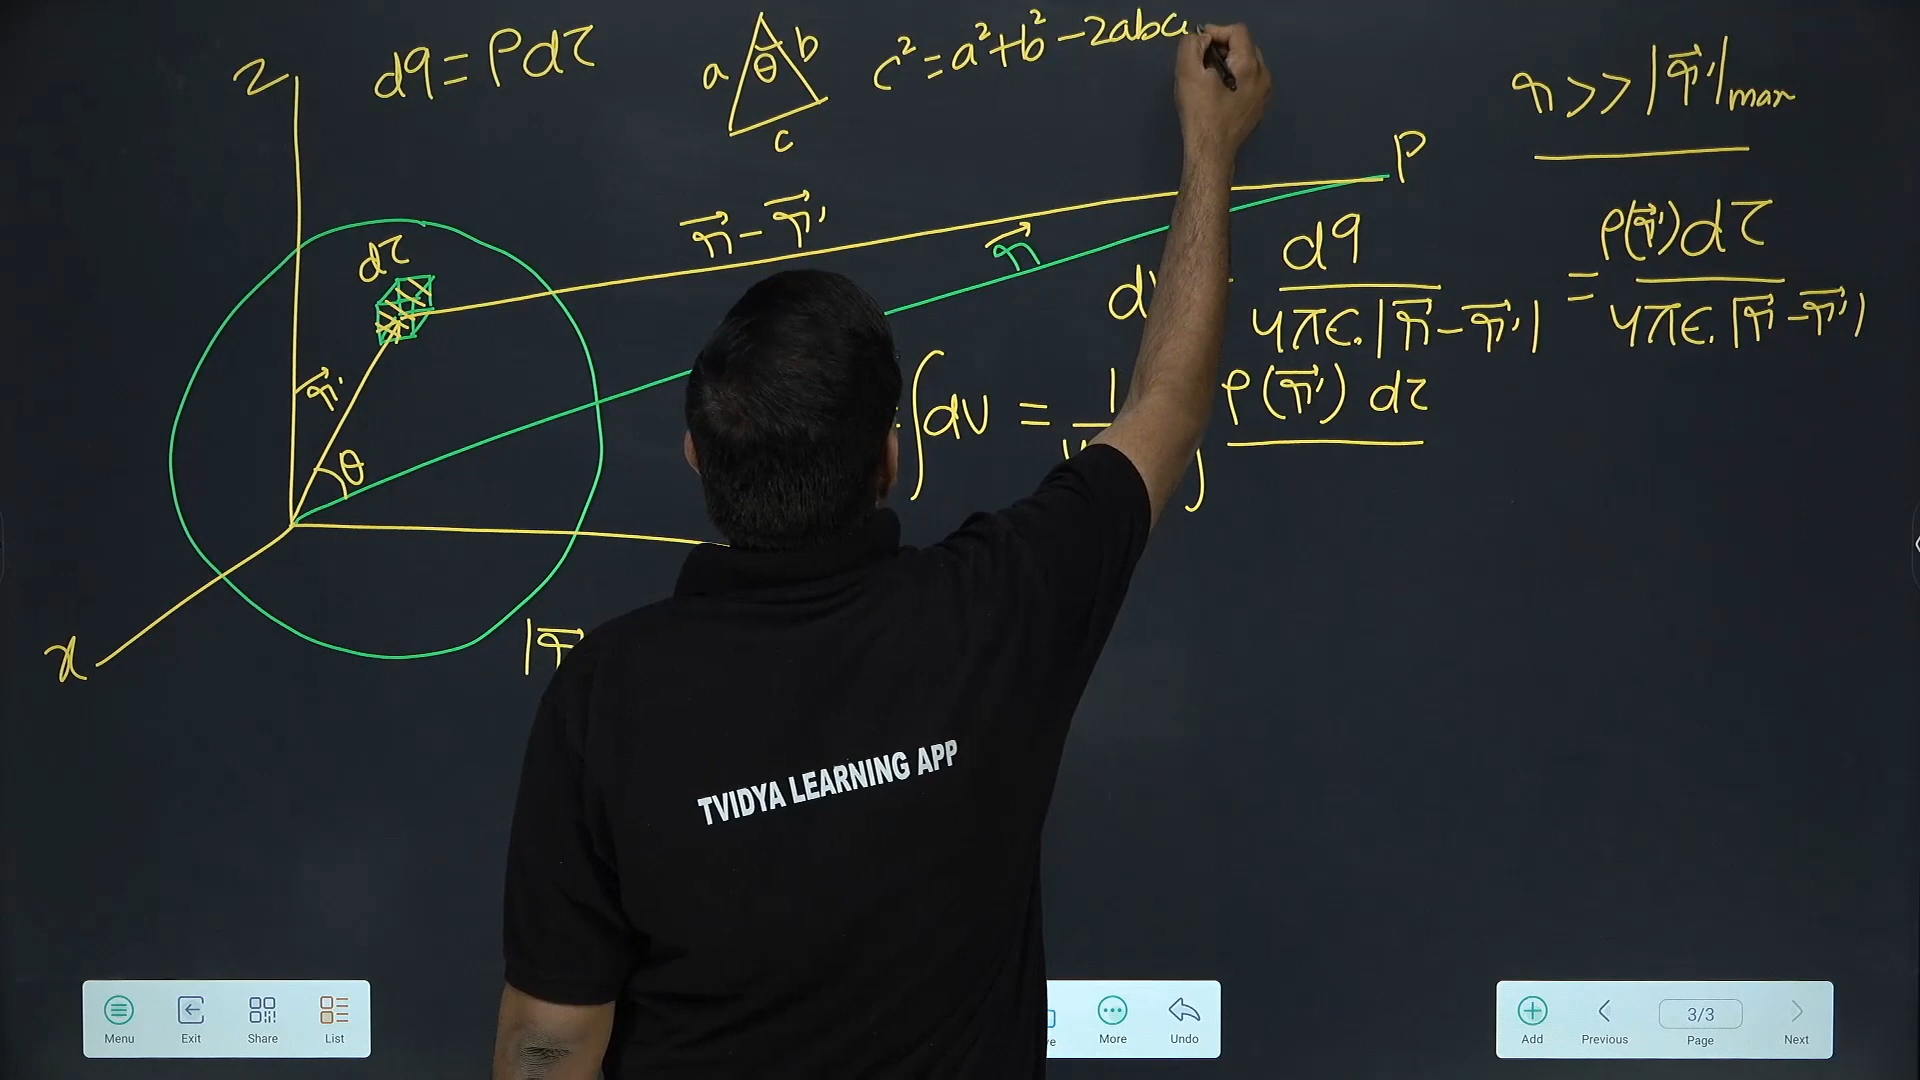 z
dq = ρdτ
a θ b
c
c² = a² + b² - 2abc
r >> |r⃗'|max
P
r⃗ - r⃗'
r⃗
dτ
dq / 4πε₀|r⃗ - r⃗'| = ρ(r⃗')dτ / 4πε₀|r⃗ - r⃗'|
r⃗'
θ
∫dV = 1 ρ(r⃗') dτ
x
TVIDYA LEARNING APP
Menu Exit Share List More Undo Add Previous 3/3 Page Next